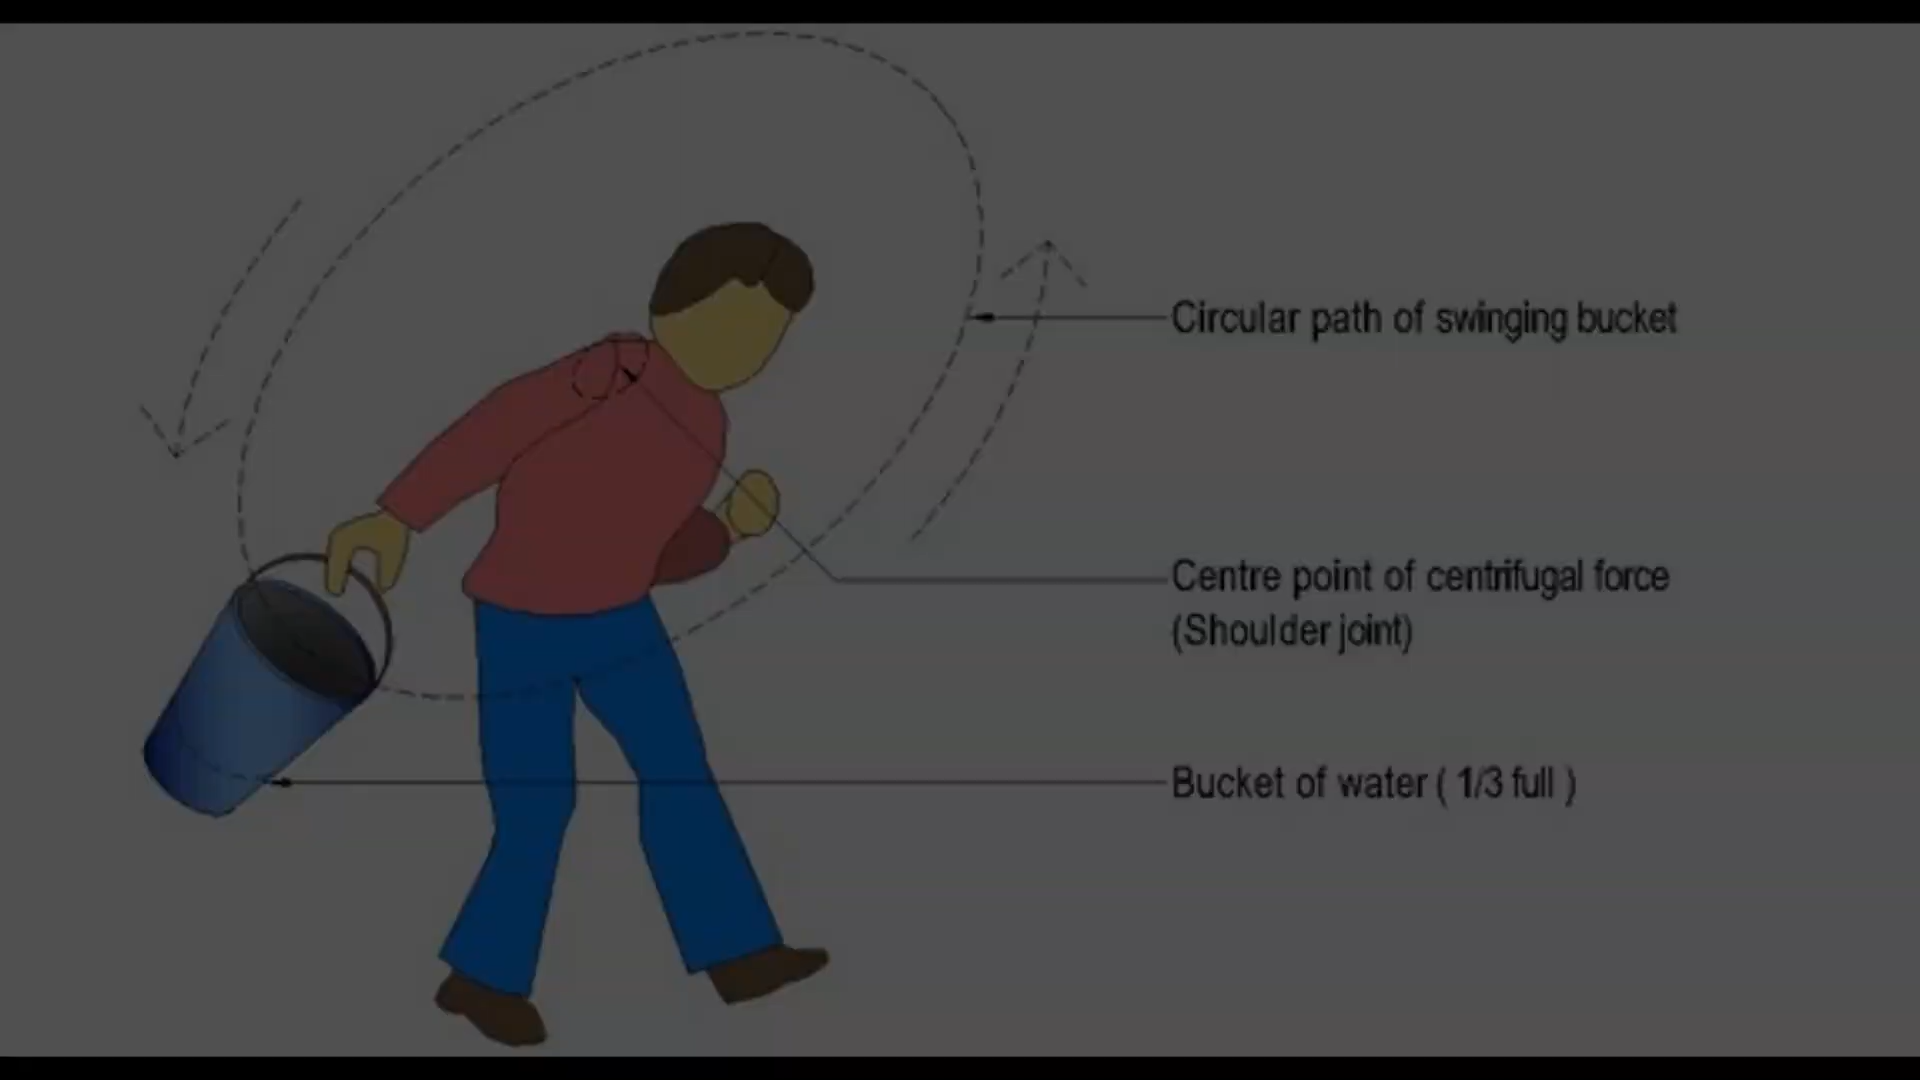 Circular path of swinging bucket
Centre point of centrifugal force
(Shoulder joint)
Bucket of water ( 1/3 full )